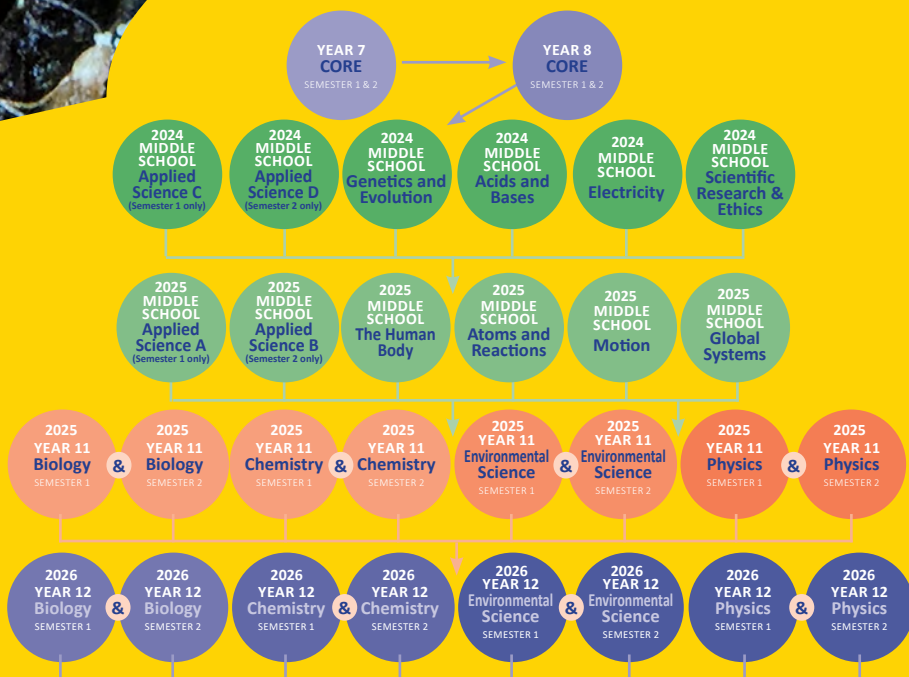 YEAR 7
CORE
SEMESTER 1 & 2
YEAR 8
CORE
SEMESTER 1 & 2
2024
MIDDLE
SCHOOL
Applied
Science C
(Semester 1 only)
2024
MIDDLE
SCHOOL
Applied
Science D
(Semester 2 only)
2024
MIDDLE
SCHOOL
Genetics and
Evolution
2024
MIDDLE
SCHOOL
Acids and
Bases
2024
MIDDLE
SCHOOL
Electricity
2024
MIDDLE
SCHOOL
Scientific
Research &
Ethics
2025
MIDDLE
SCHOOL
Applied
Science A
(Semester 1 only)
2025
MIDDLE
SCHOOL
Applied
Science B
(Semester 2 only)
2025
MIDDLE
SCHOOL
The Human
Body
2025
MIDDLE
SCHOOL
Atoms and
Reactions
2025
MIDDLE
SCHOOL
Motion
2025
MIDDLE
SCHOOL
Global
Systems
2025
YEAR 11
Biology
SEMESTER 1
&
2025
YEAR 11
Biology
SEMESTER 2
2025
YEAR 11
Chemistry
SEMESTER 1
&
2025
YEAR 11
Chemistry
SEMESTER 2
2025
YEAR 11
Environmental
Science
SEMESTER 1
&
2025
YEAR 11
Environmental
Science
SEMESTER 2
2025
YEAR 11
Physics
SEMESTER 1
&
2025
YEAR 11
Physics
SEMESTER 2
2026
YEAR 12
Biology
SEMESTER 1
&
2026
YEAR 12
Biology
SEMESTER 2
2026
YEAR 12
Chemistry
SEMESTER 1
&
2026
YEAR 12
Chemistry
SEMESTER 2
2026
YEAR 12
Environmental
Science
SEMESTER 1
&
2026
YEAR 12
Environmental
Science
SEMESTER 2
2026
YEAR 12
Physics
SEMESTER 1
&
2026
YEAR 12
Physics
SEMESTER 2